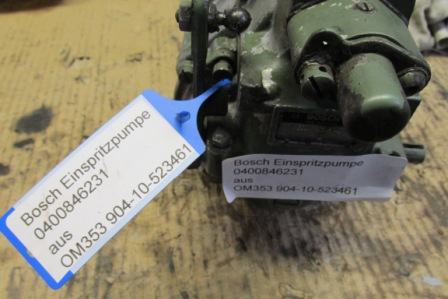 Bosch Einspritzpumpe
0400846231
aus
OM353 904-10-523461
Bosch Einspritzpumpe
0400846231
aus
OM353 904-10-523461